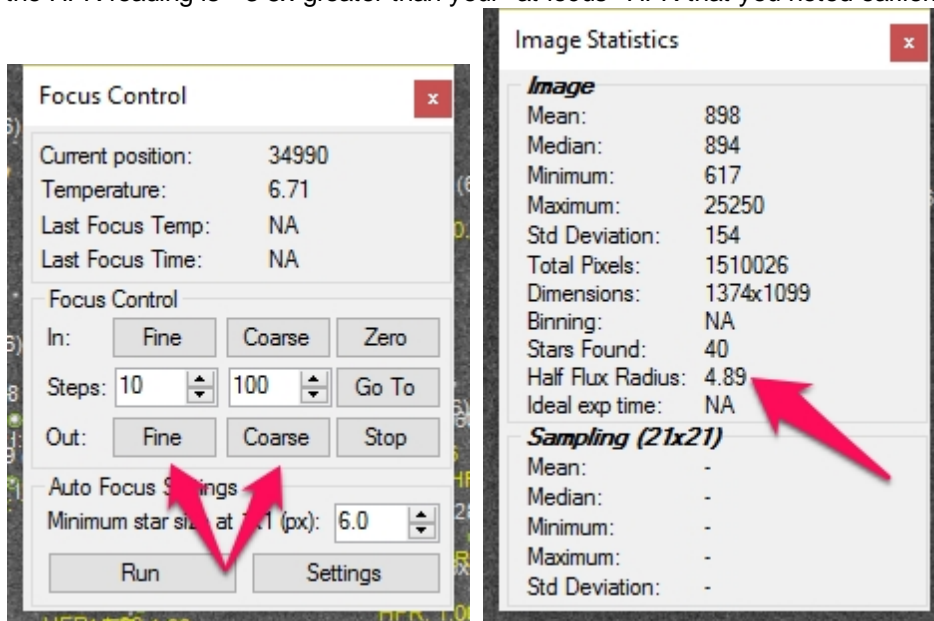 Focus Control
Current position: 34990
Temperature: 6.71
Last Focus Temp: NA
Last Focus Time: NA
Focus Control
In: Fine Coarse Zero
Steps: 10 100 Go To
Out: Fine Coarse Stop
Auto Focus
Minimum star at (px): 6.0
Run Settings
Image Statistics
Image
Mean: 898
Median: 894
Minimum: 617
Maximum: 25250
Std Deviation: 154
Total Pixels: 1510026
Dimensions: 1374x1099
Binning: NA
Stars Found: 40
Half Flux Radius: 4.89
Ideal exp time: NA
Sampling (21x21)
Mean: -
Median: -
Minimum: -
Maximum: -
Std Deviation: -